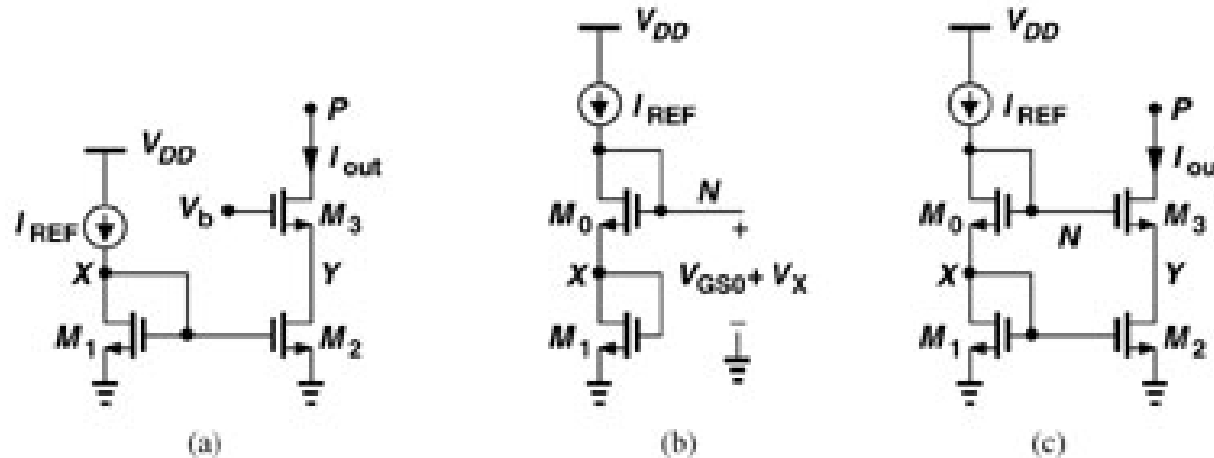 V_DD
I_REF
X
M_1
V_b
P
I_out
M_3
Y
M_2
(a)
V_DD
I_REF
M_0
N
+
X
V_GS0 + V_X
–
M_1
(b)
V_DD
I_REF
M_0
N
X
M_1
P
I_ou
M_3
Y
M_2
(c)